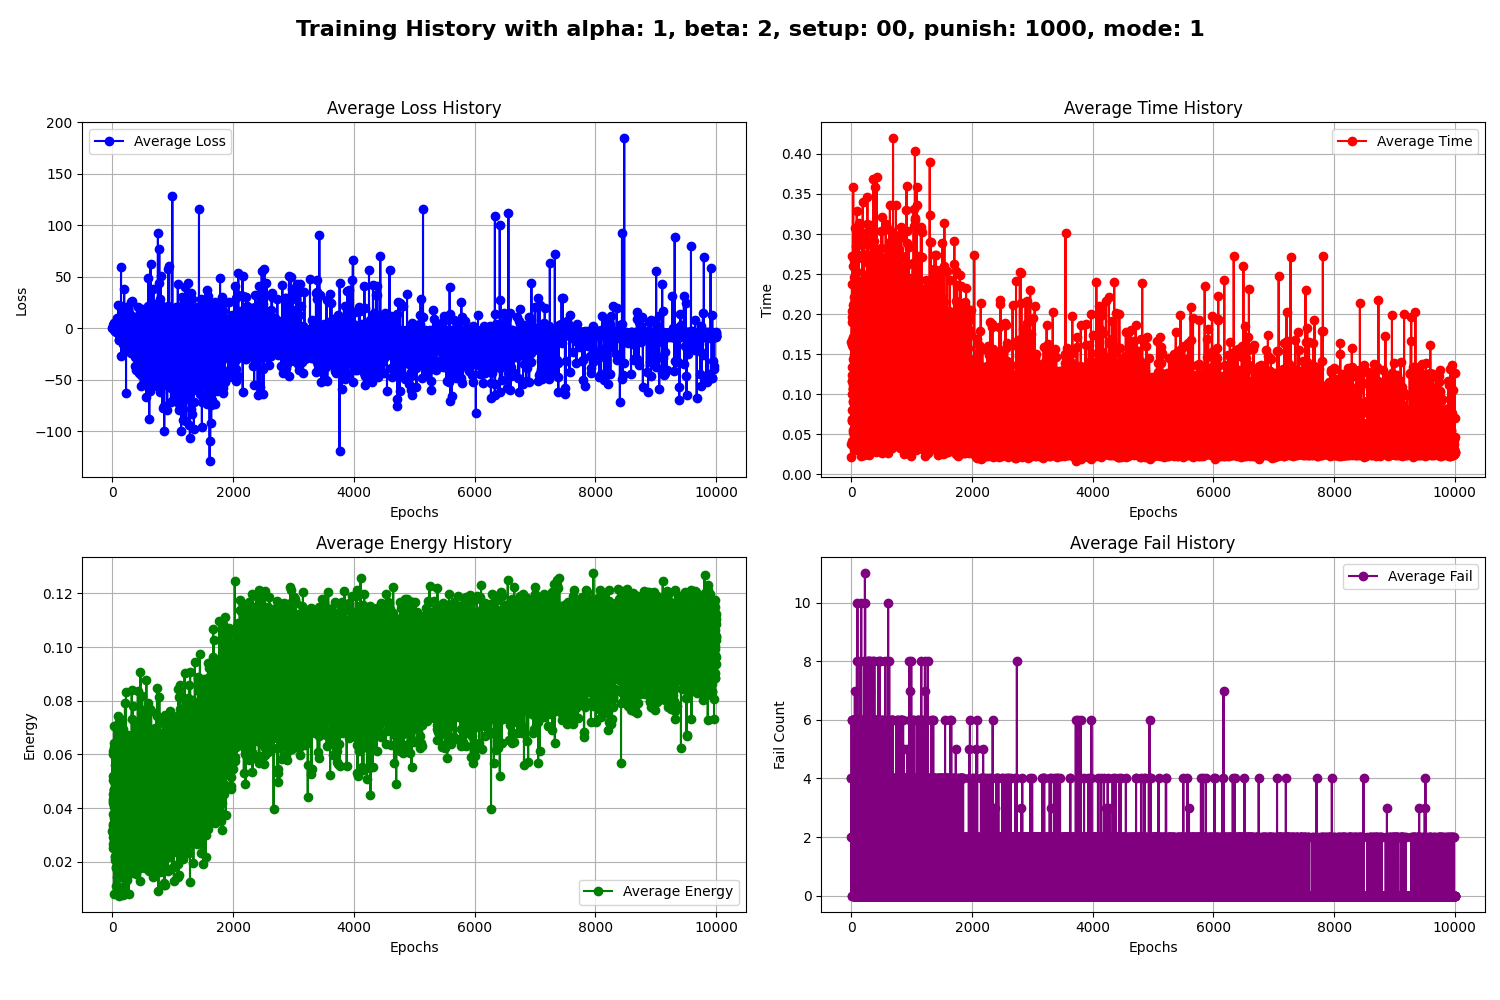 Training History with alpha: 1, beta: 2, setup: 00, punish: 1000, mode: 1
Average Loss History
Average Loss
Loss
200
150
100
50
0
−50
−100
0 2000 4000 6000 8000 10000
Epochs
Average Time History
Average Time
Time
0.40
0.35
0.30
0.25
0.20
0.15
0.10
0.05
0.00
0 2000 4000 6000 8000 10000
Epochs
Average Energy History
Average Energy
Energy
0.12
0.10
0.08
0.06
0.04
0.02
0 2000 4000 6000 8000 10000
Epochs
Average Fail History
Average Fail
Fail Count
10
8
6
4
2
0
0 2000 4000 6000 8000 10000
Epochs